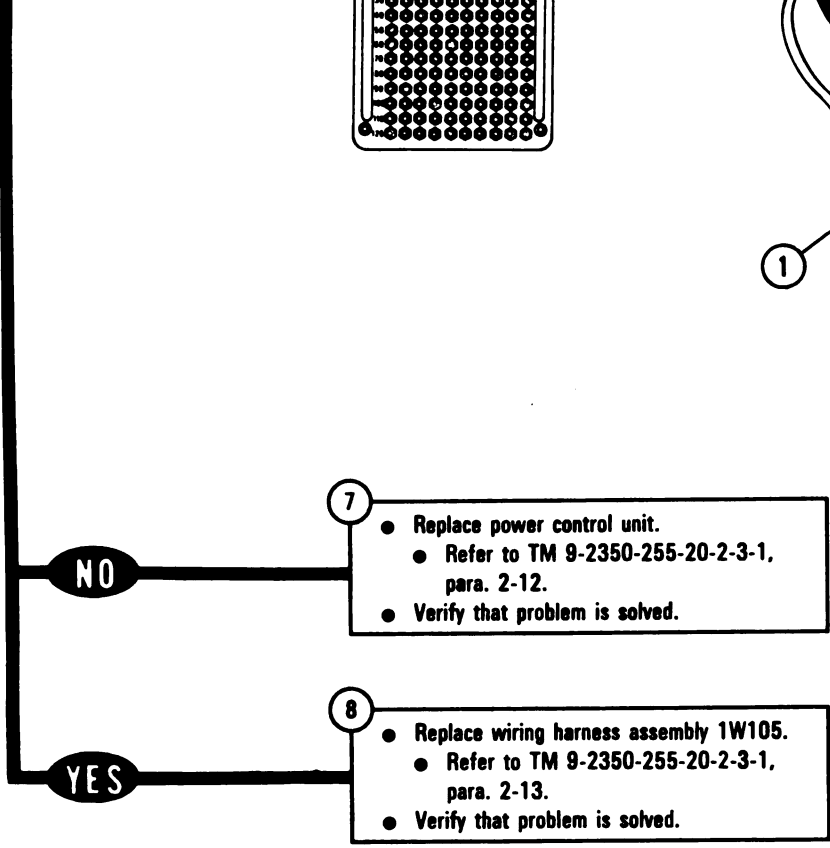 1
7
● Replace power control unit.
● Refer to TM 9-2350-255-20-2-3-1,
para. 2-12.
● Verify that problem is solved.
NO
8
● Replace wiring harness assembly 1W105.
● Refer to TM 9-2350-255-20-2-3-1,
para. 2-13.
● Verify that problem is solved.
YES